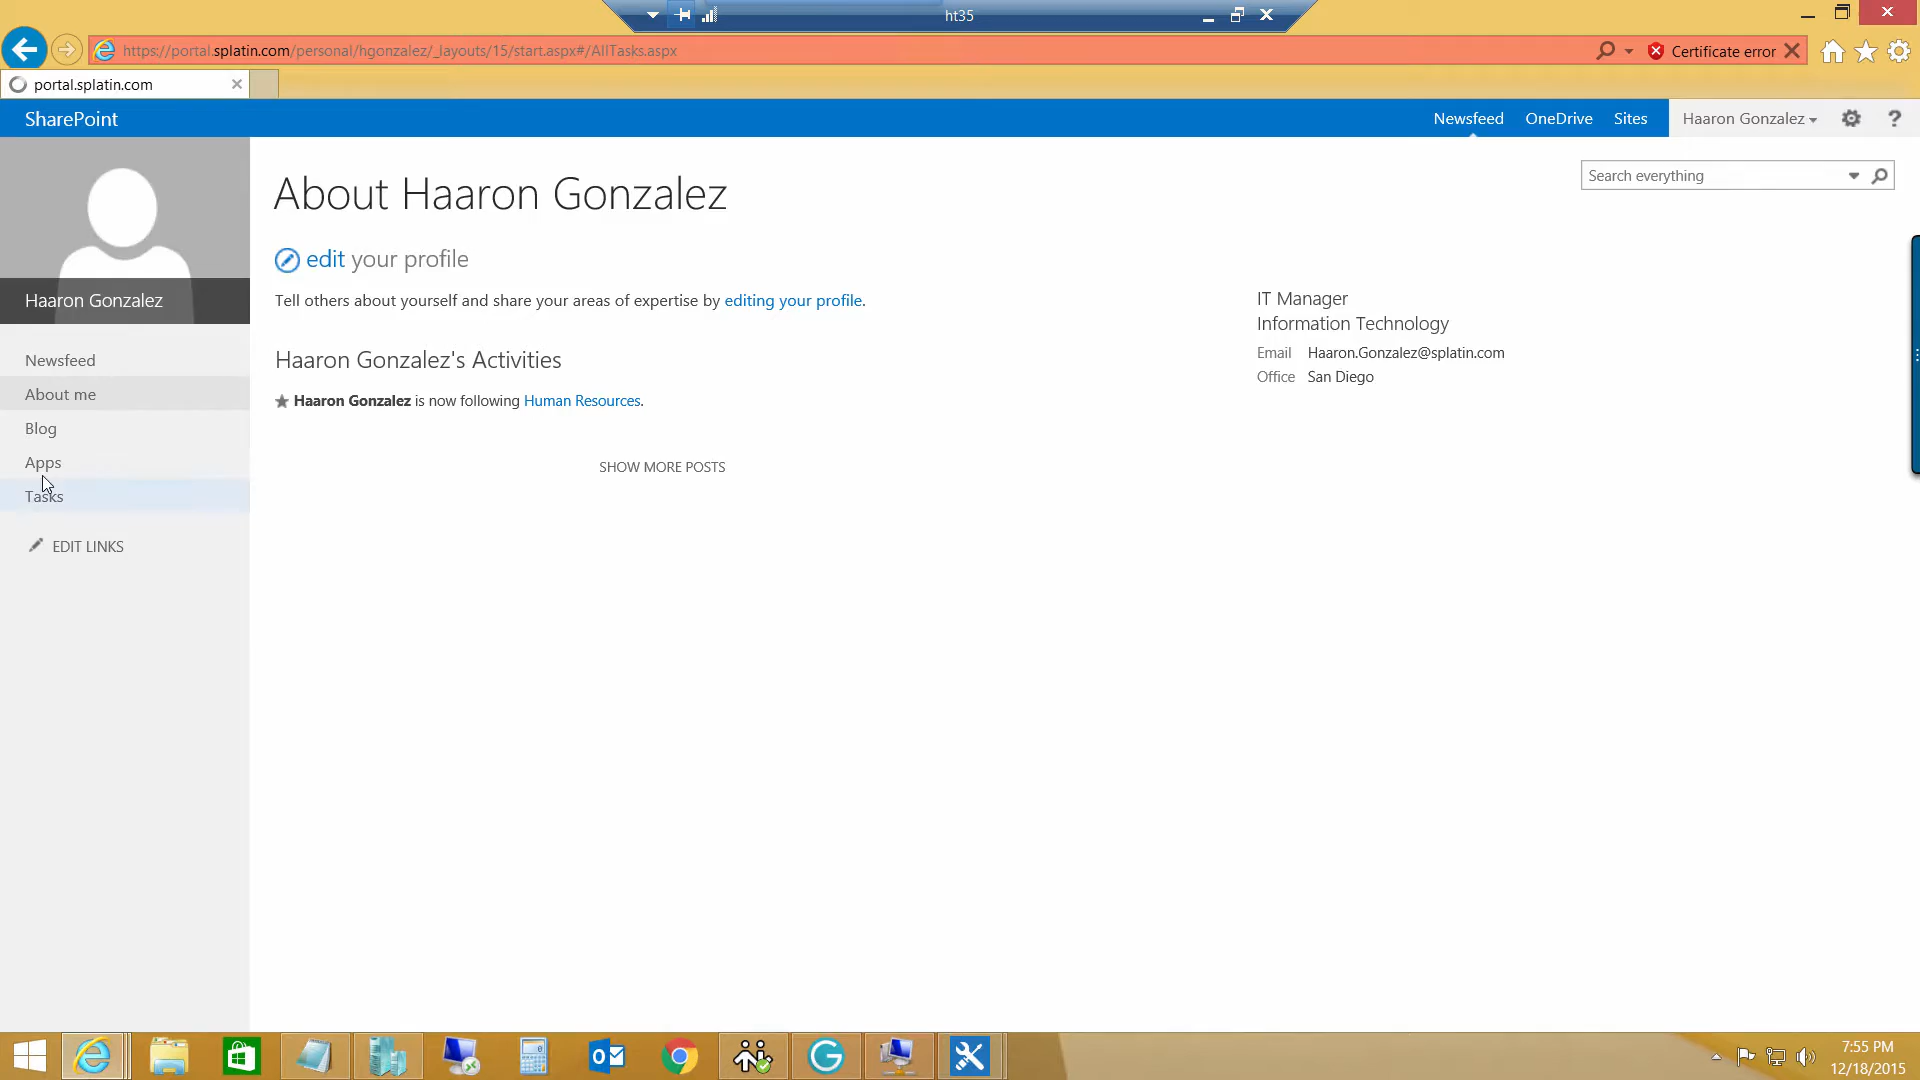 ht35
https://portal.splatin.com/personal/hgonzalez/_layouts/15/start.aspx#/AllTasks.aspx
Certificate error
portal.splatin.com
SharePoint
Newsfeed OneDrive Sites Haaron Gonzalez ?
About Haaron Gonzalez
Search everything
edit your profile
Haaron Gonzalez
Tell others about yourself and share your areas of expertise by editing your profile.
IT Manager
Information Technology
Email Haaron.Gonzalez@splatin.com
Office San Diego
Newsfeed
Haaron Gonzalez's Activities
About me
Haaron Gonzalez is now following Human Resources.
Blog
Apps
SHOW MORE POSTS
Tasks
EDIT LINKS
7:55 PM
12/18/2015